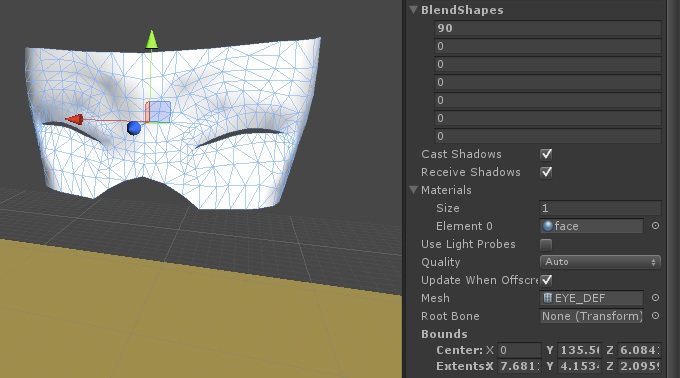 BlendShapes
90
0
0
0
0
0
0
Cast Shadows
Receive Shadows
Materials
Size 1
Element 0 face
Use Light Probes
Quality Auto
Update When Offscre
Mesh EYE_DEF
Root Bone None (Transform)
Bounds
Center: X 0 Y 135.5 Z 6.084
Extents: X 7.681 Y 4.153 Z 2.095